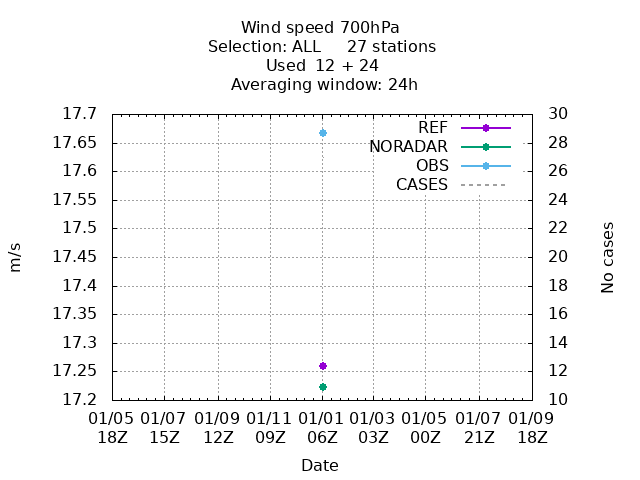 Wind speed 700hPa
Selection: ALL     27 stations
Used  12 + 24
Averaging window: 24h
REF
NORADAR
OBS
CASES
17.7
17.65
17.6
17.55
17.5
17.45
17.4
17.35
17.3
17.25
17.2
30
28
26
24
22
20
18
16
14
12
10
m/s
No cases
01/05 01/07 01/09 01/11 01/01 01/03 01/05 01/07 01/09
18Z 15Z 12Z 09Z 06Z 03Z 00Z 21Z 18Z
Date